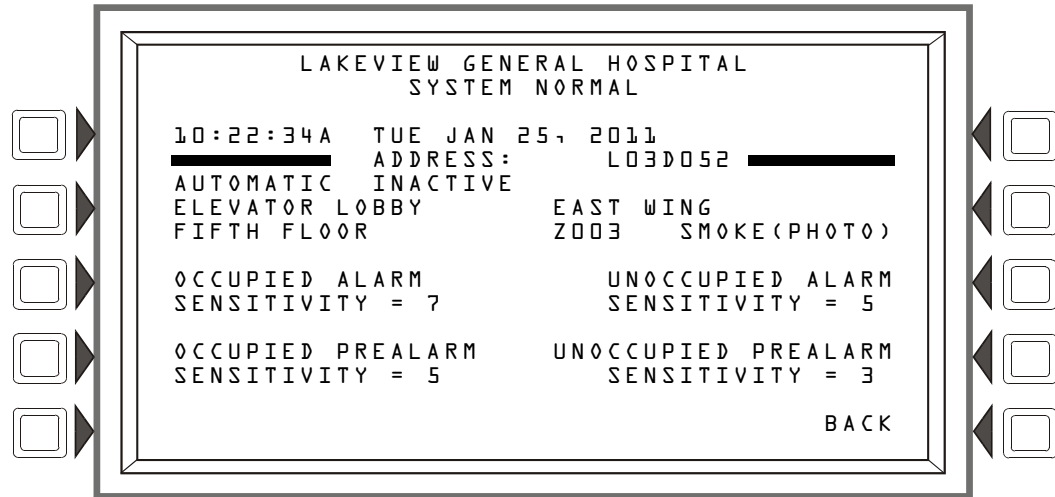 LAKEVIEW GENERAL HOSPITAL
SYSTEM NORMAL
10:22:34A TUE JAN 25, 2011
ADDRESS: L03D052
AUTOMATIC INACTIVE
ELEVATOR LOBBY EAST WING
FIFTH FLOOR Z003 SMOKE(PHOTO)
OCCUPIED ALARM UNOCCUPIED ALARM
SENSITIVITY = 7 SENSITIVITY = 5
OCCUPIED PREALARM UNOCCUPIED PREALARM
SENSITIVITY = 5 SENSITIVITY = 3
BACK